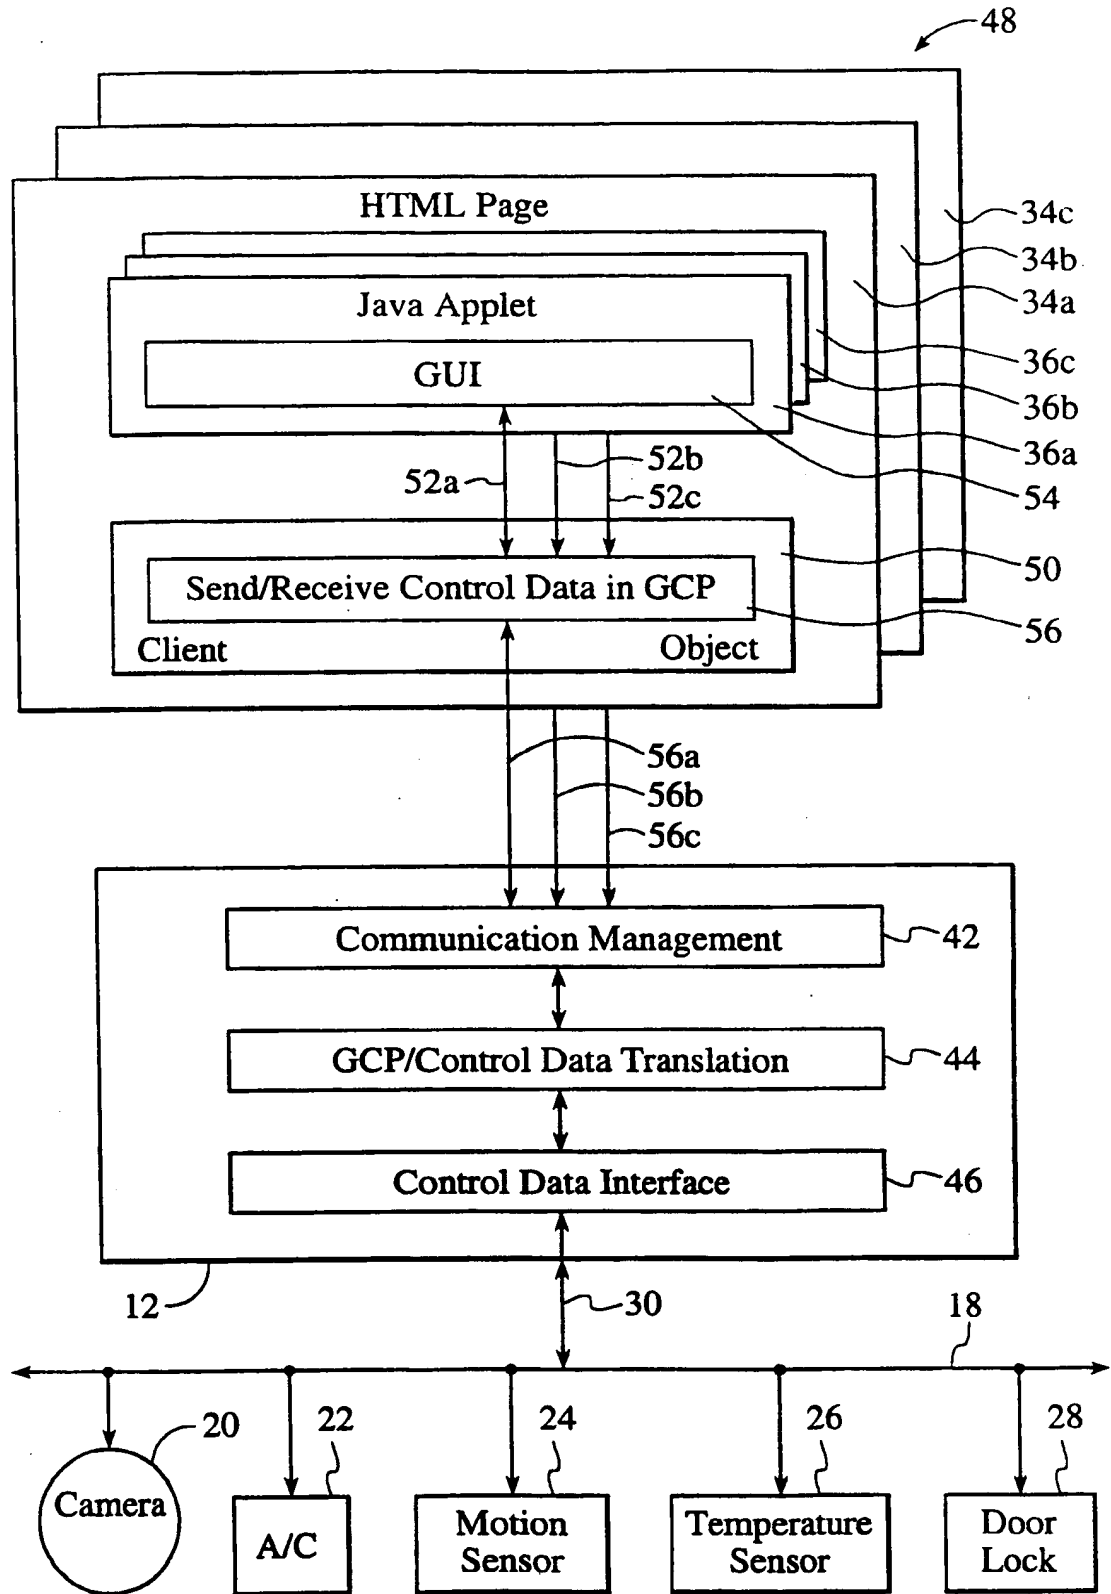 48
HTML Page
34c
34b
34a
Java Applet
36c
GUI
36b
36a
52b
52a
54
52c
50
Send/Receive Control Data in GCP
56
Client Object
56a
56b
56c
Communication Management
42
GCP/Control Data Translation
44
Control Data Interface
46
12
30
18
20
22
24
26
28
Camera
A/C
Motion
Sensor
Temperature
Sensor
Door
Lock